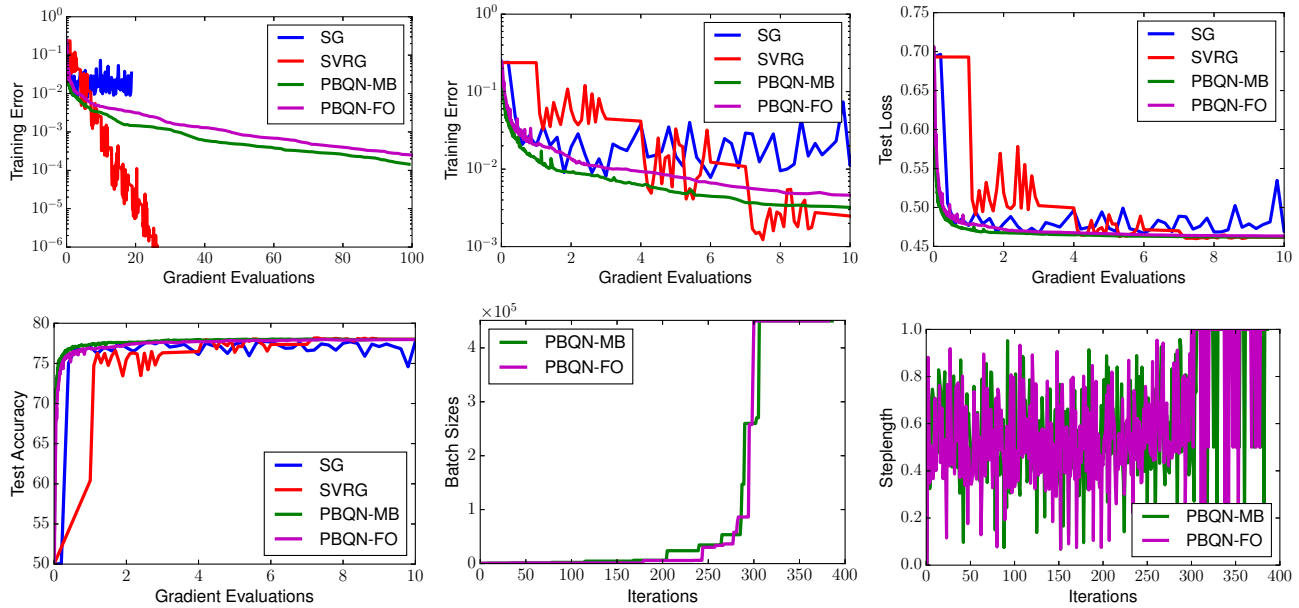 10^0
10^-1
10^-2
10^-3
10^-4
10^-5
10^-6
Training Error
SG
SVRG
PBQN-MB
PBQN-FO
0 20 40 60 80 100
Gradient Evaluations
10^0
10^-1
10^-2
10^-3
Training Error
SG
SVRG
PBQN-MB
PBQN-FO
0 2 4 6 8 10
Gradient Evaluations
0.70
0.65
0.60
0.55
0.50
0.45
Test Loss
SG
SVRG
PBQN-MB
PBQN-FO
0 2 4 6 8 10
Gradient Evaluations
80
75
70
65
60
55
50
Test Accuracy
SG
SVRG
PBQN-MB
PBQN-FO
0 2 4 6 8 10
Gradient Evaluations
×10^5
4
3
2
1
0
Batch Sizes
PBQN-MB
PBQN-FO
0 50 100 150 200 250 300 350 400
Iterations
1.0
0.8
0.6
0.4
0.2
0.0
Steplength
PBQN-MB
PBQN-FO
0 50 100 150 200 250 300 350 400
Iterations